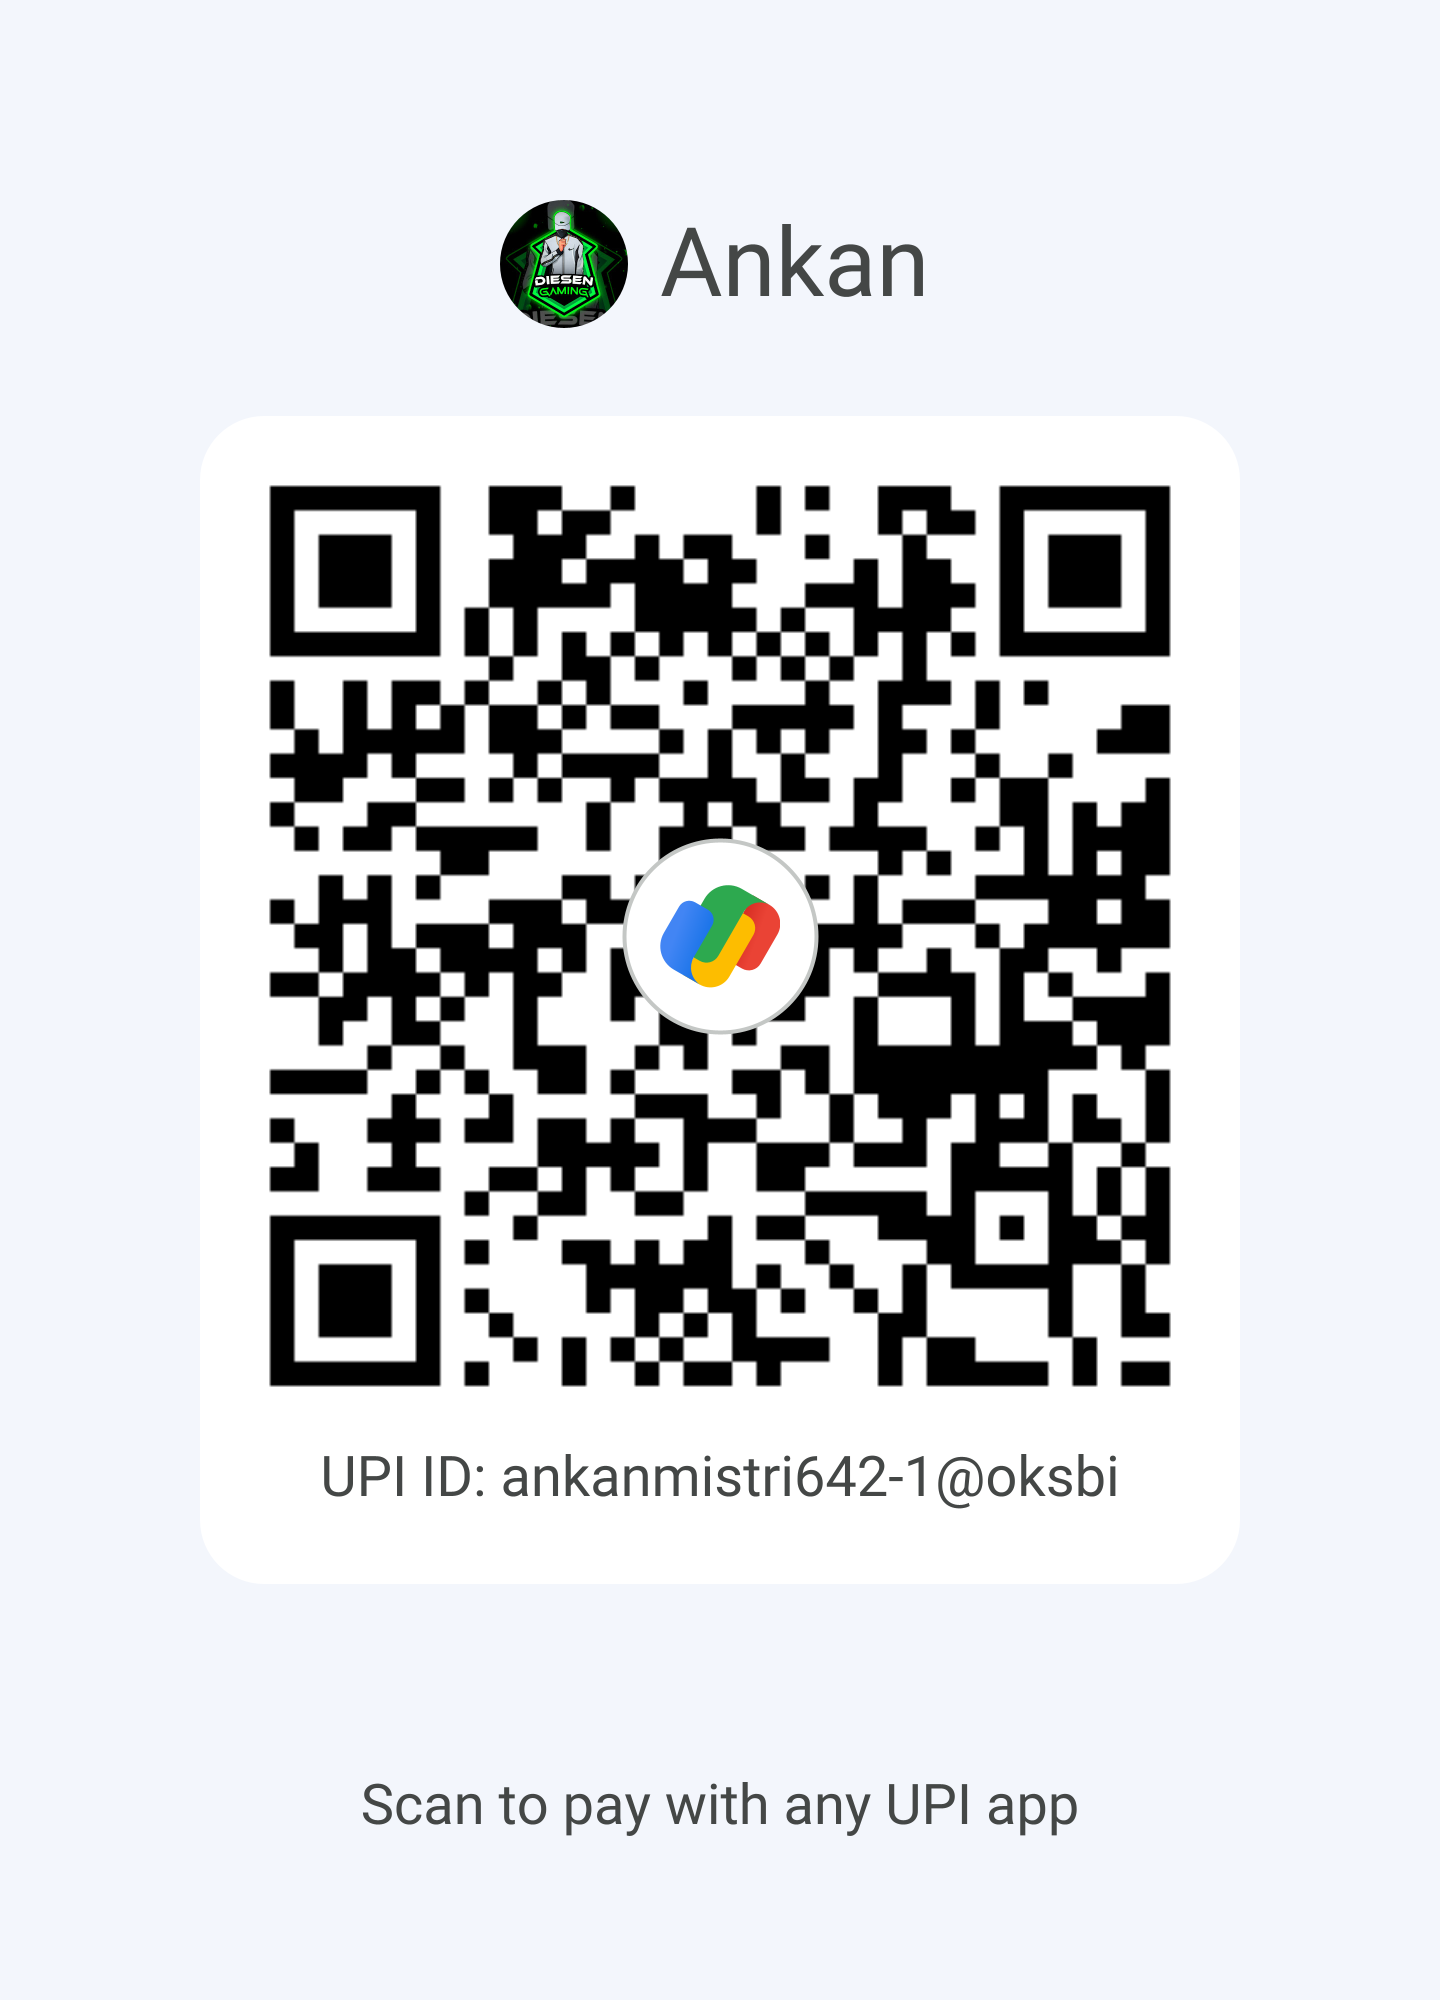 DIESEN
GAMING
Ankan
UPI ID: ankanmistri642-1@oksbi
Scan to pay with any UPI app